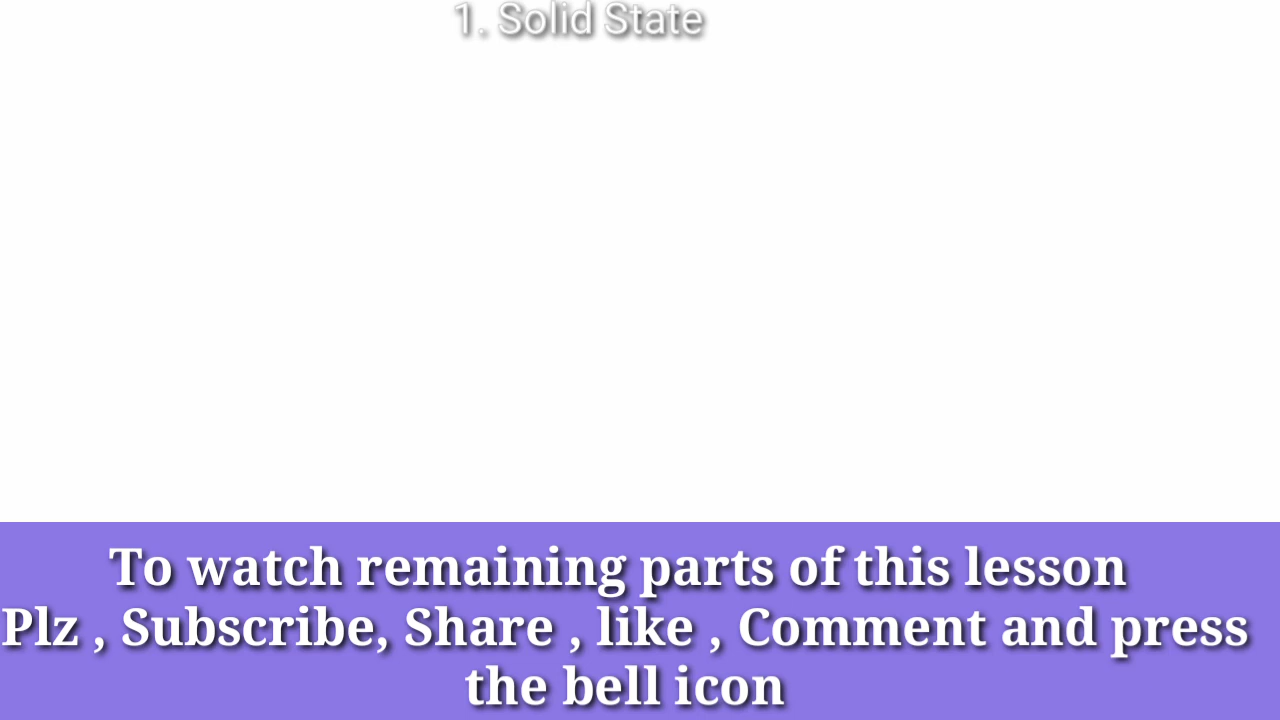 1. Solid State
To watch remaining parts of this lesson
Plz , Subscribe, Share , like , Comment and press
the bell icon